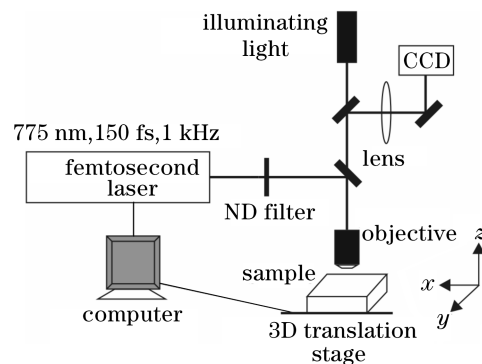 illuminating
light
CCD
775 nm,150 fs,1 kHz
lens
femtosecond
laser
ND filter
objective
z
sample
x
y
computer
3D translation
stage